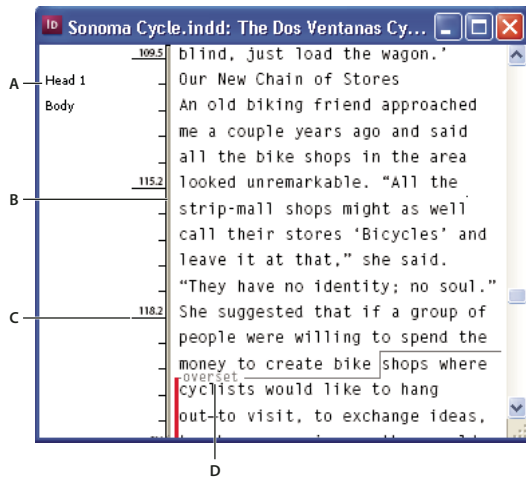 ID Sonoma Cycle.indd: The Dos Ventanas Cy...
109.5 blind, just load the wagon.’
A Head 1 Our New Chain of Stores
Body An old biking friend approached
me a couple years ago and said
all the bike shops in the area
115.2 looked unremarkable. “All the
B strip-mall shops might as well
call their stores ‘Bicycles’ and
leave it at that,” she said.
“They have no identity; no soul.”
C 118.2 She suggested that if a group of
people were willing to spend the
money to create bike shops where
overset
cyclists would like to hang
out—to visit, to exchange ideas,
D